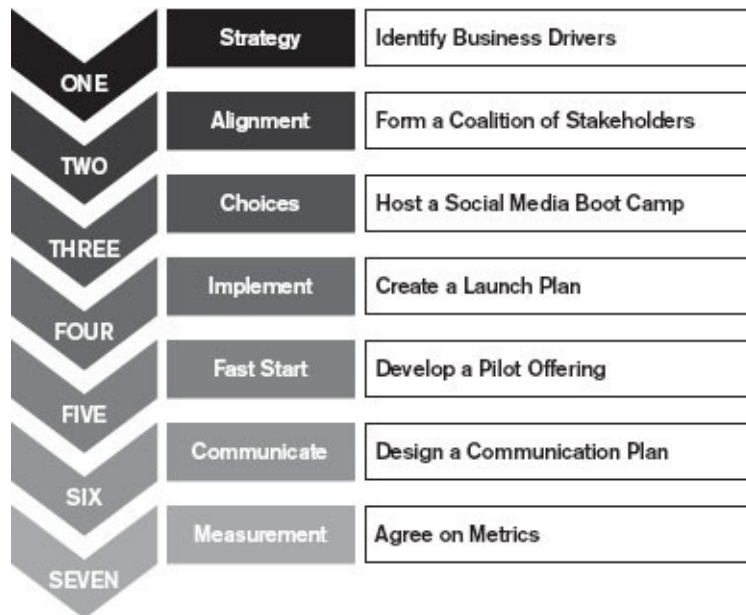 Strategy Identify Business Drivers
ONE
Alignment Form a Coalition of Stakeholders
TWO
Choices Host a Social Media Boot Camp
THREE
Implement Create a Launch Plan
FOUR
Fast Start Develop a Pilot Offering
FIVE
Communicate Design a Communication Plan
SIX
Measurement Agree on Metrics
SEVEN